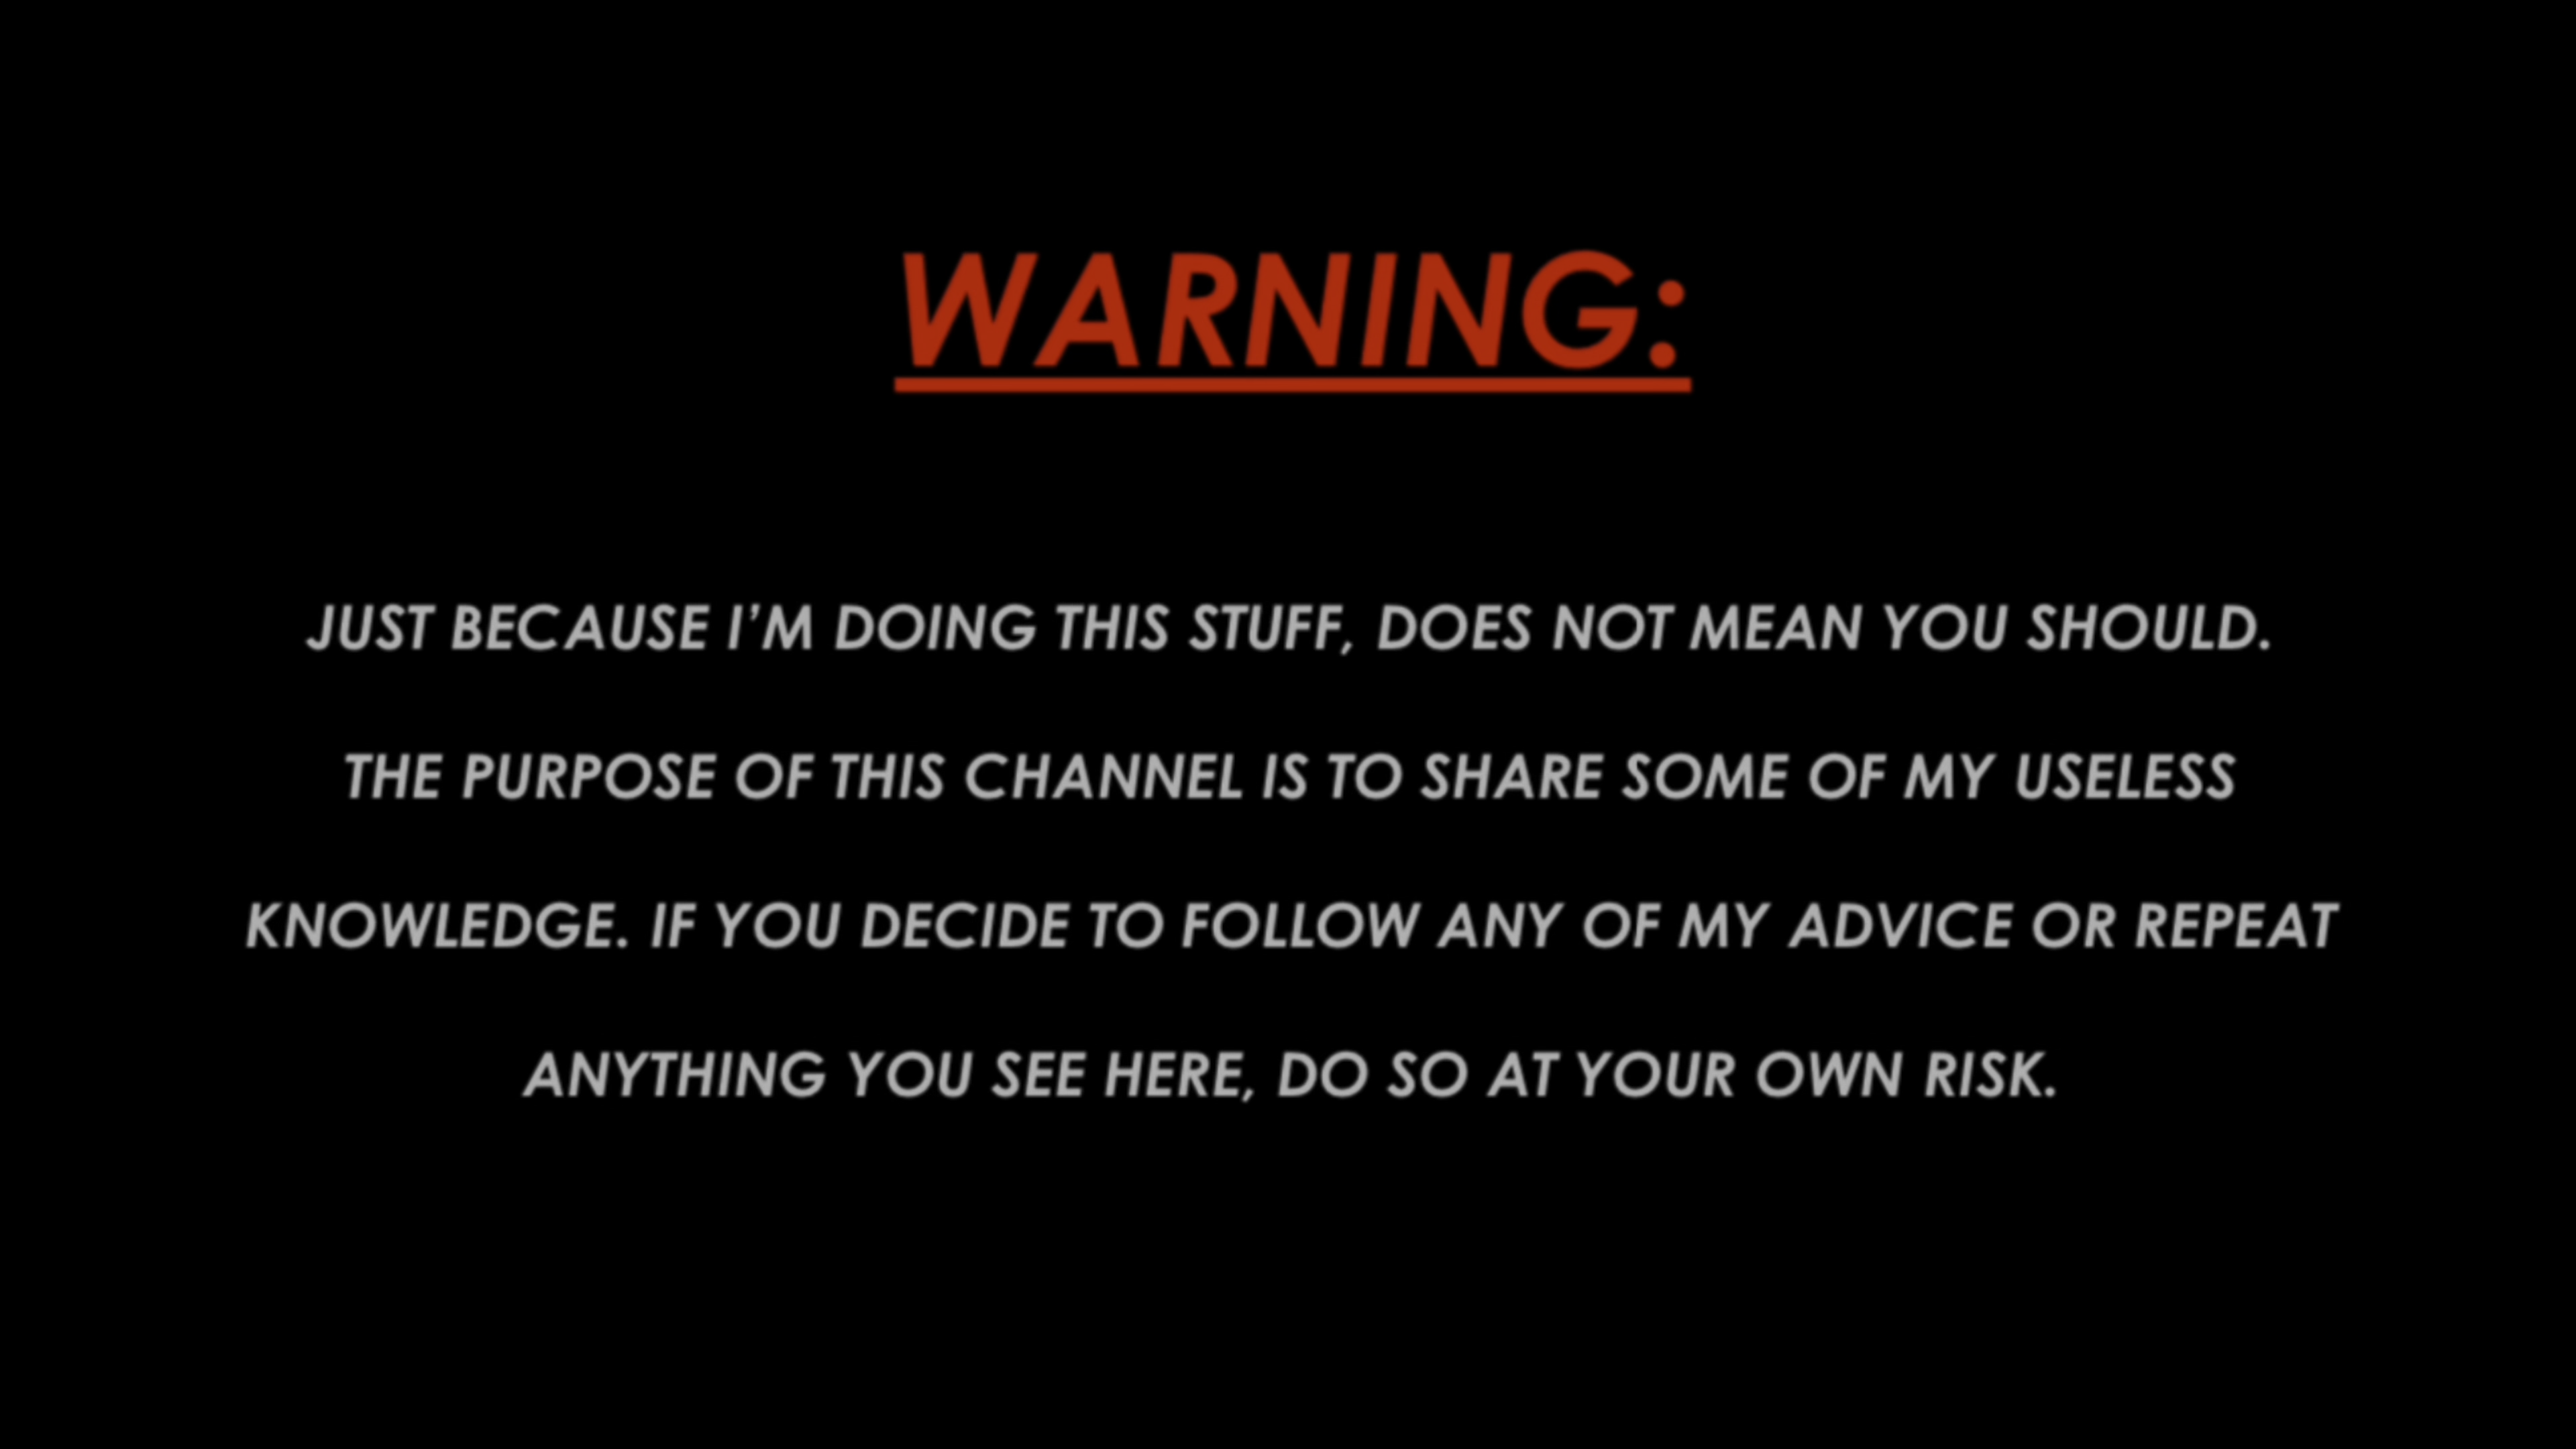 WARNING:
JUST BECAUSE I’M DOING THIS STUFF, DOES NOT MEAN YOU SHOULD.
THE PURPOSE OF THIS CHANNEL IS TO SHARE SOME OF MY USELESS
KNOWLEDGE. IF YOU DECIDE TO FOLLOW ANY OF MY ADVICE OR REPEAT
ANYTHING YOU SEE HERE, DO SO AT YOUR OWN RISK.